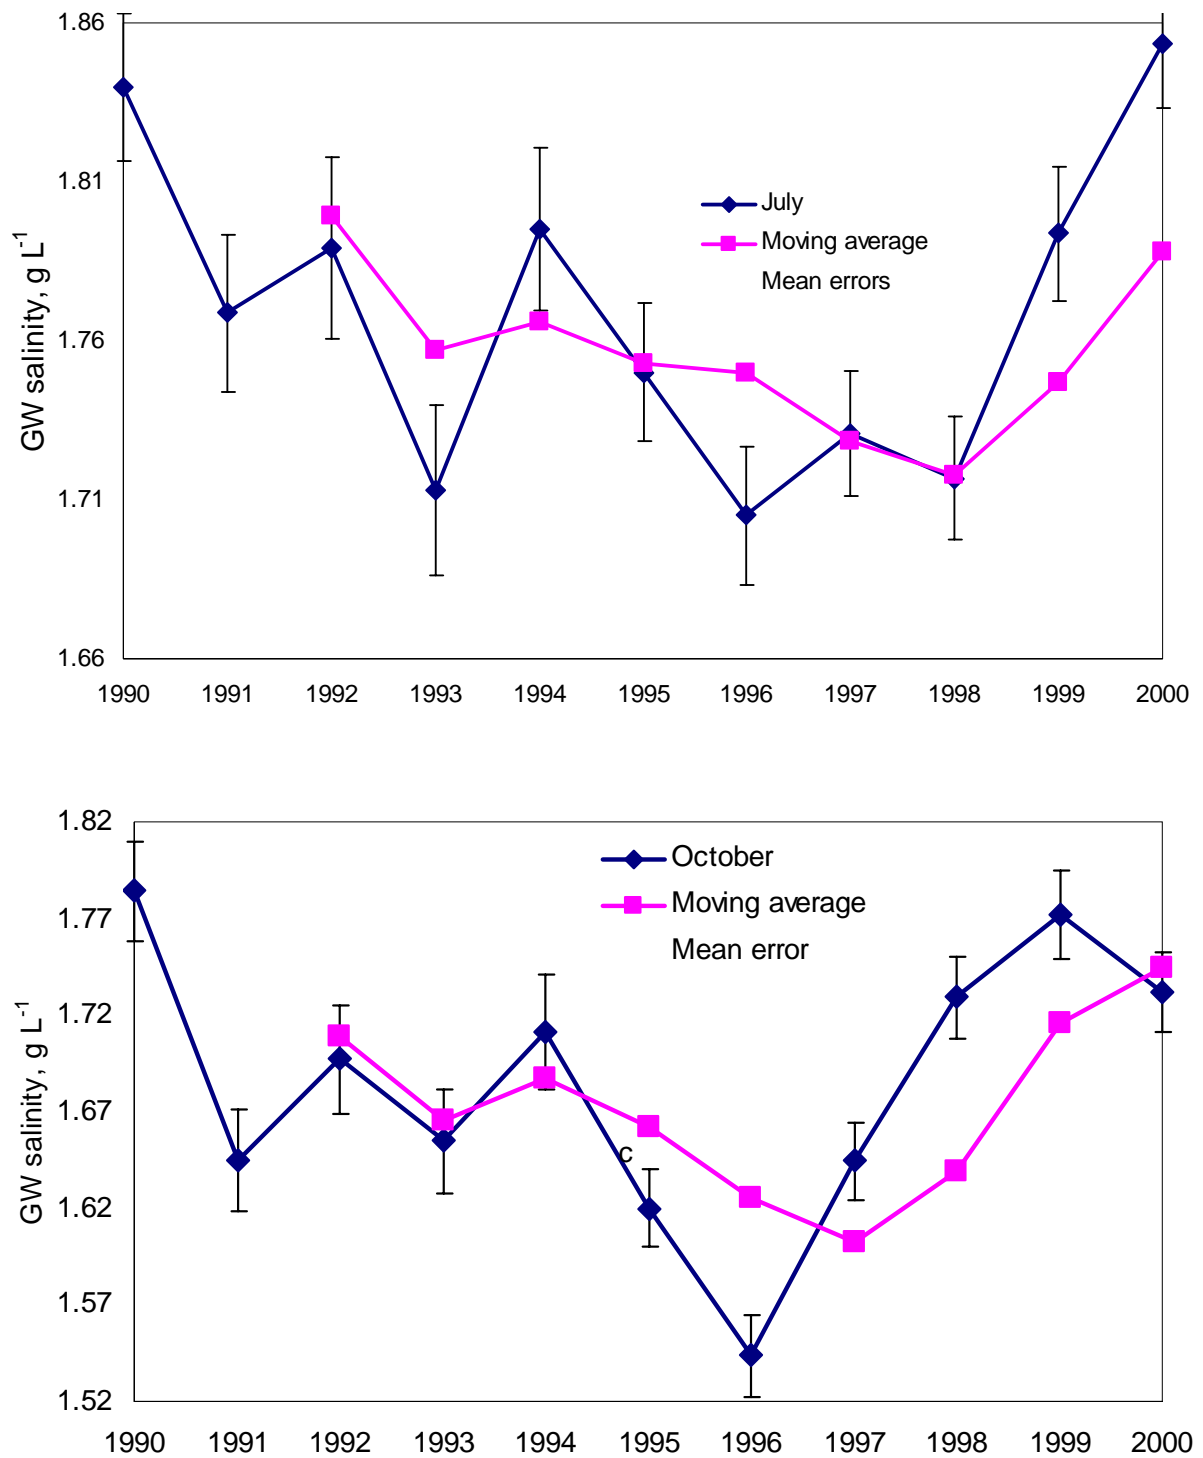 1.86
1.81
1.76
1.71
1.66
GW salinity, g L-1
July
Moving average
Mean errors
1990 1991 1992 1993 1994 1995 1996 1997 1998 1999 2000
1.82
1.77
1.72
1.67
1.62
1.57
1.52
GW salinity, g L-1
October
Moving average
Mean error
c
1990 1991 1992 1993 1994 1995 1996 1997 1998 1999 2000